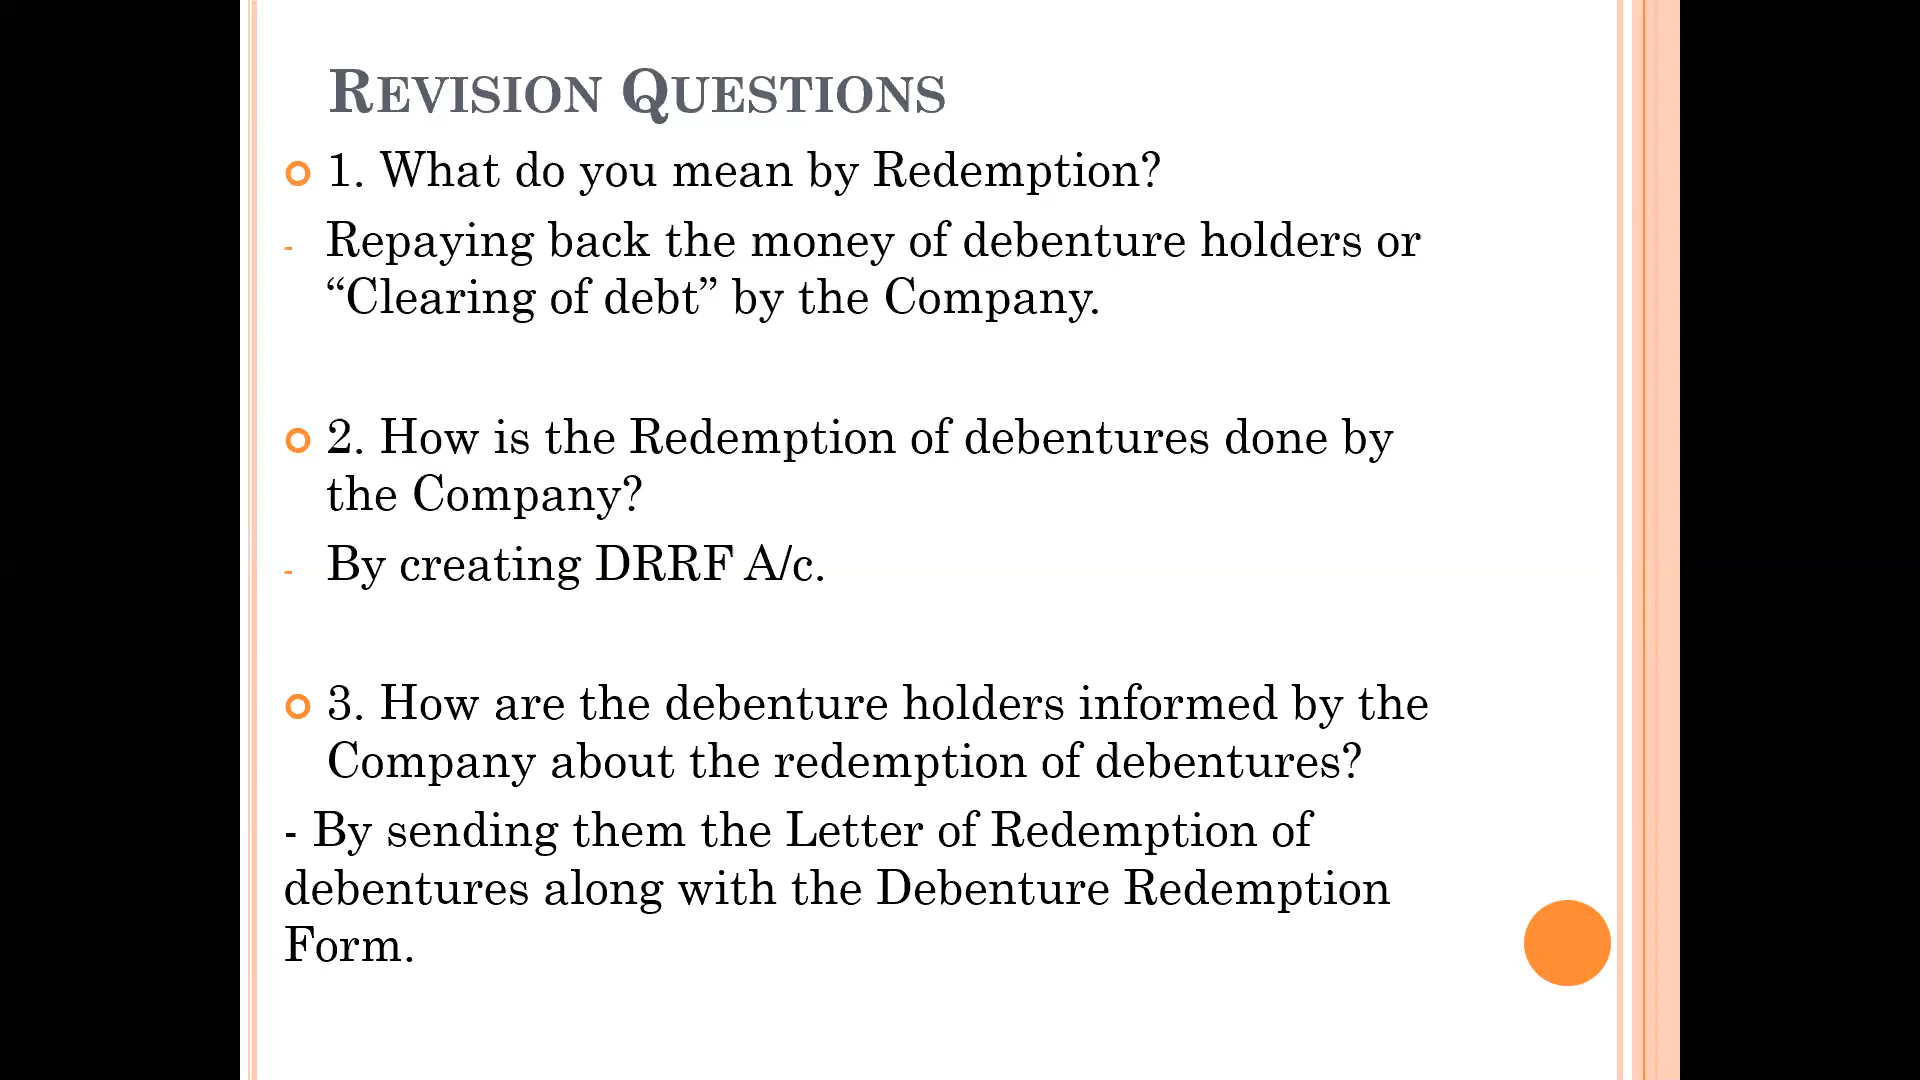 REVISION QUESTIONS
1. What do you mean by Redemption?
- Repaying back the money of debenture holders or
“Clearing of debt” by the Company.
2. How is the Redemption of debentures done by
the Company?
- By creating DRRF A/c.
3. How are the debenture holders informed by the
Company about the redemption of debentures?
- By sending them the Letter of Redemption of
debentures along with the Debenture Redemption
Form.